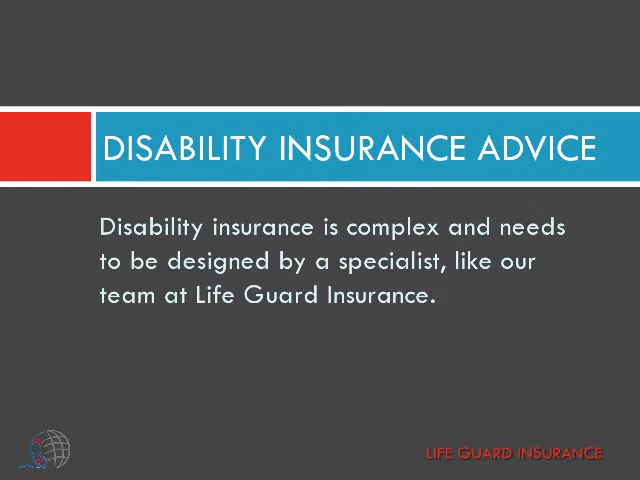 DISABILITY INSURANCE ADVICE
Disability insurance is complex and needs
to be designed by a specialist, like our
team at Life Guard Insurance.
LIFE GUARD INSURANCE